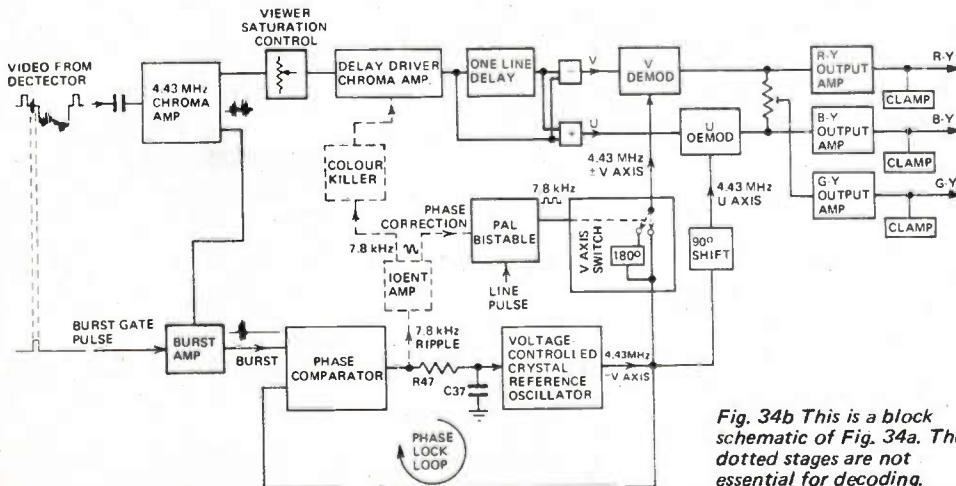 VIDEO FROM
DECTECTOR
4.43 MHz
CHROMA
AMP
VIEWER
SATURATION
CONTROL
DELAY DRIVER
CHROMA AMP.
ONE LINE
DELAY
−
+
V
U
V
DEMOD
U
DEMOD
R-Y
OUTPUT
AMP
R-Y
CLAMP
B-Y
OUTPUT
AMP
B-Y
CLAMP
G-Y
OUTPUT
AMP
G-Y
CLAMP
COLOUR
KILLER
7.8 kHz
PHASE
CORRECTION
IDENT
AMP
7.8 kHz
RIPPLE
7.8 kHz
PAL
BISTABLE
LINE
PULSE
V AXIS
SWITCH
180º
4.43 MHz
± V AXIS
4.43 MHz
U AXIS
90º
SHIFT
BURST GATE
PULSE
BURST
AMP
BURST
PHASE
COMPARATOR
R47
C37
VOLTAGE-
CONTROLLED
CRYSTAL
REFERENCE
OSCILLATOR
4.43MHz
-V AXIS
PHASE
LOCK
LOOP
Fig. 34b This is a block
schematic of Fig. 34a. The
dotted stages are not
essential for decoding.